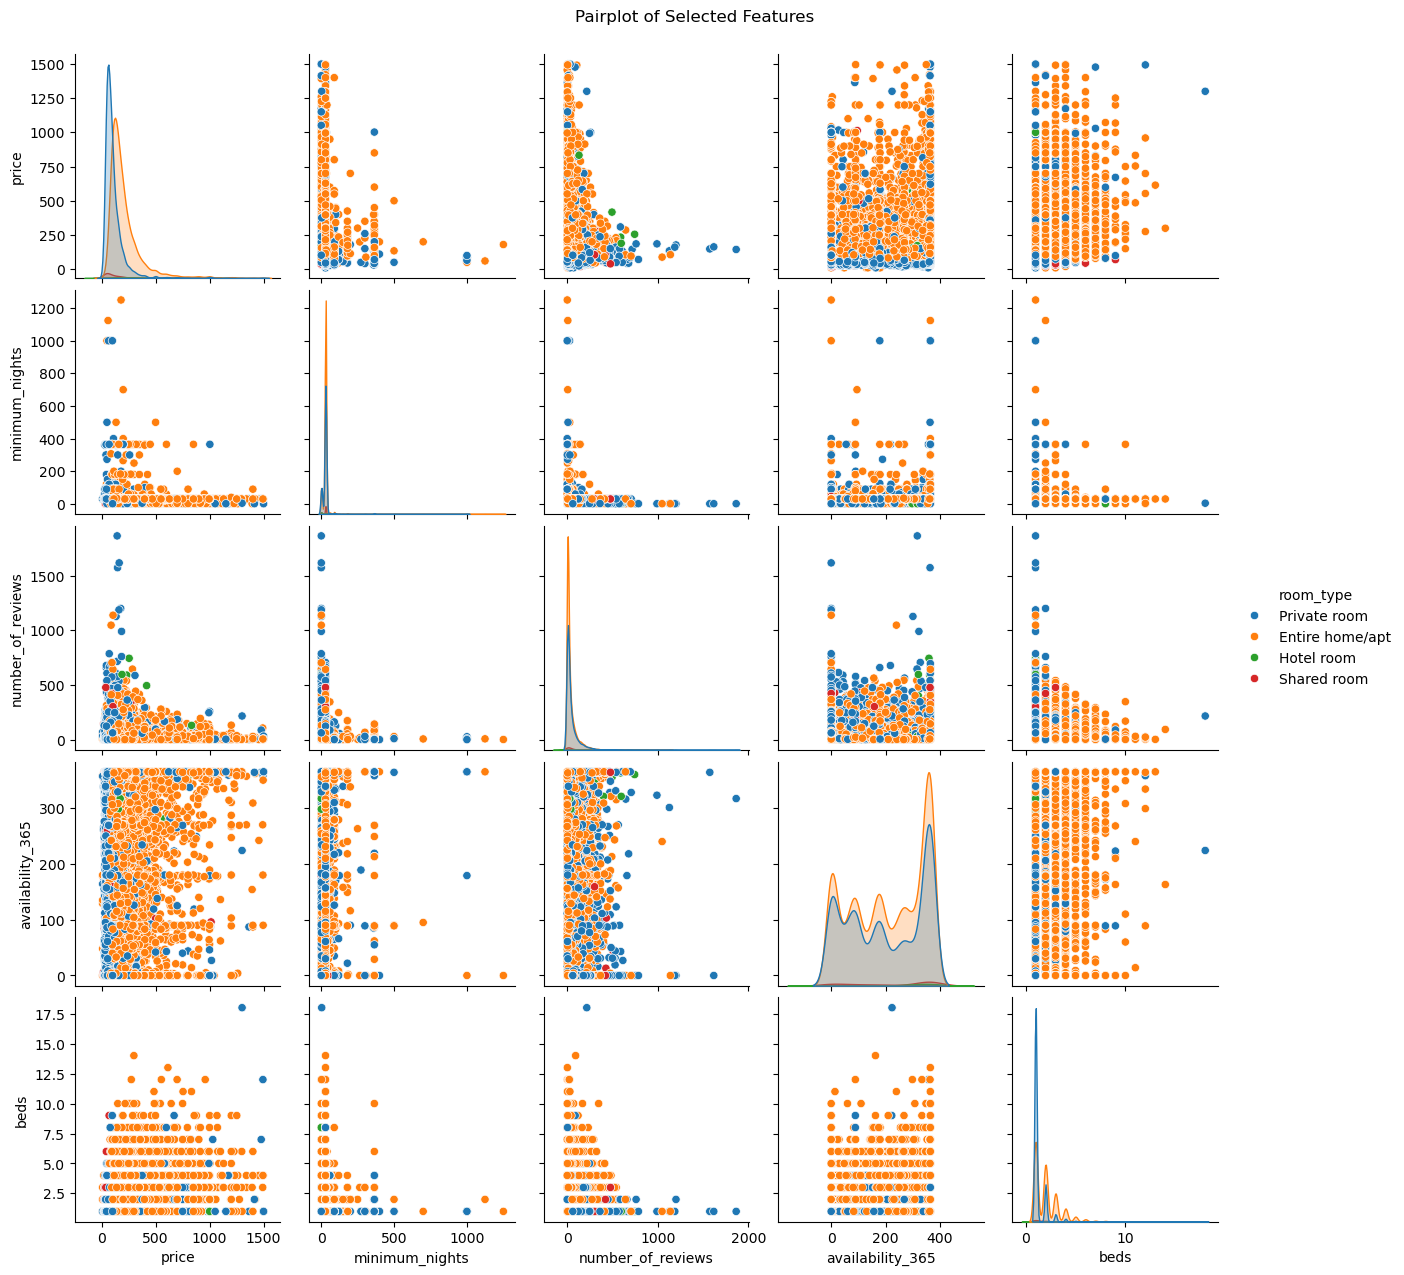 Pairplot of Selected Features
1500
1250
1000
750
500
250
0
price
1200
1000
800
600
400
200
0
minimum_nights
1500
1000
500
0
number_of_reviews
room_type
Private room
Entire home/apt
Hotel room
Shared room
300
200
100
0
availability_365
17.5
15.0
12.5
10.0
7.5
5.0
2.5
beds
0 500 1000 1500
0 500 1000
0 1000 2000
0 200 400
0 10
price
minimum_nights
number_of_reviews
availability_365
beds